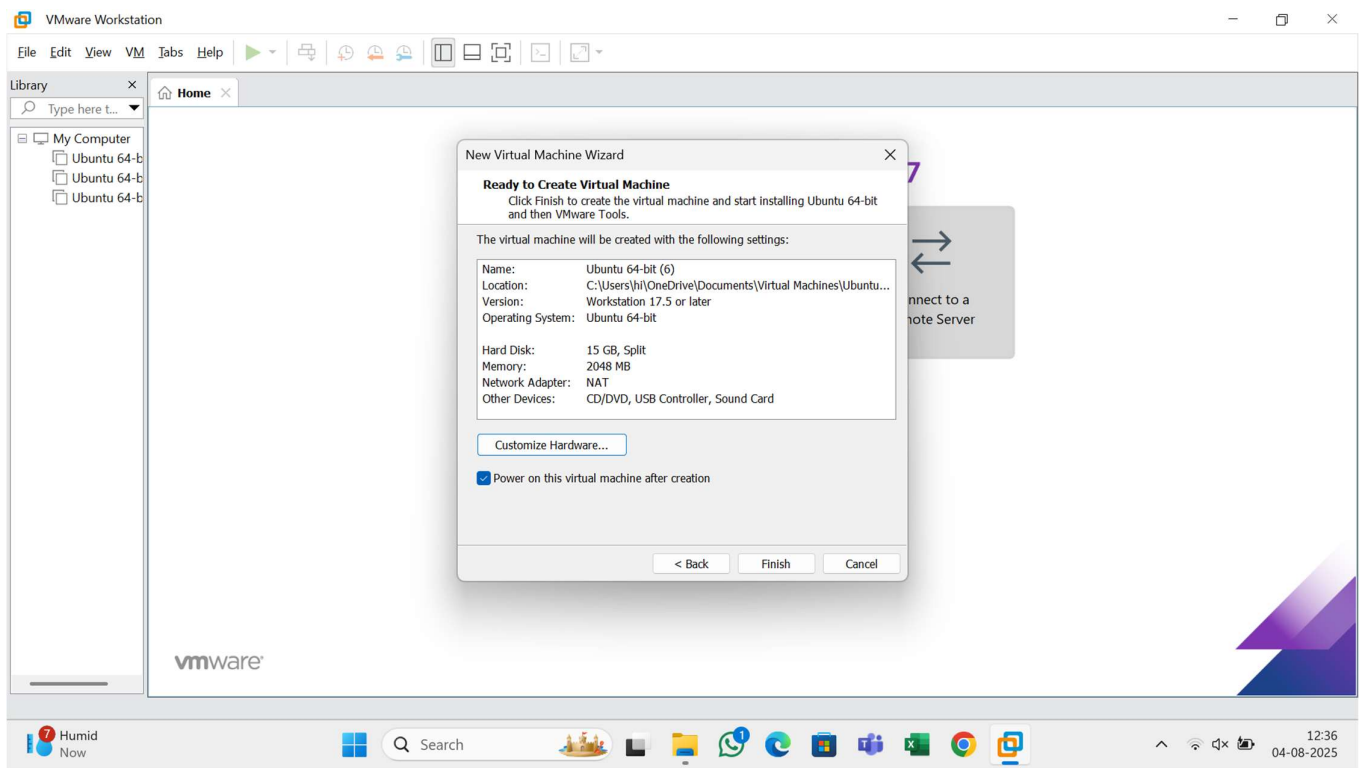 VMware Workstation
File Edit View VM Tabs Help
Library
Home
Type here t...
My Computer
Ubuntu 64-b
Ubuntu 64-b
Ubuntu 64-b
7
nnect to a
note Server
New Virtual Machine Wizard
Ready to Create Virtual Machine
Click Finish to create the virtual machine and start installing Ubuntu 64-bit
and then VMware Tools.
The virtual machine will be created with the following settings:
Name: Ubuntu 64-bit (6)
Location: C:\Users\hi\OneDrive\Documents\Virtual Machines\Ubuntu...
Version: Workstation 17.5 or later
Operating System: Ubuntu 64-bit
Hard Disk: 15 GB, Split
Memory: 2048 MB
Network Adapter: NAT
Other Devices: CD/DVD, USB Controller, Sound Card
Customize Hardware...
Power on this virtual machine after creation
< Back Finish Cancel
vmware
7
Humid
Now
Search
1
12:36
04-08-2025